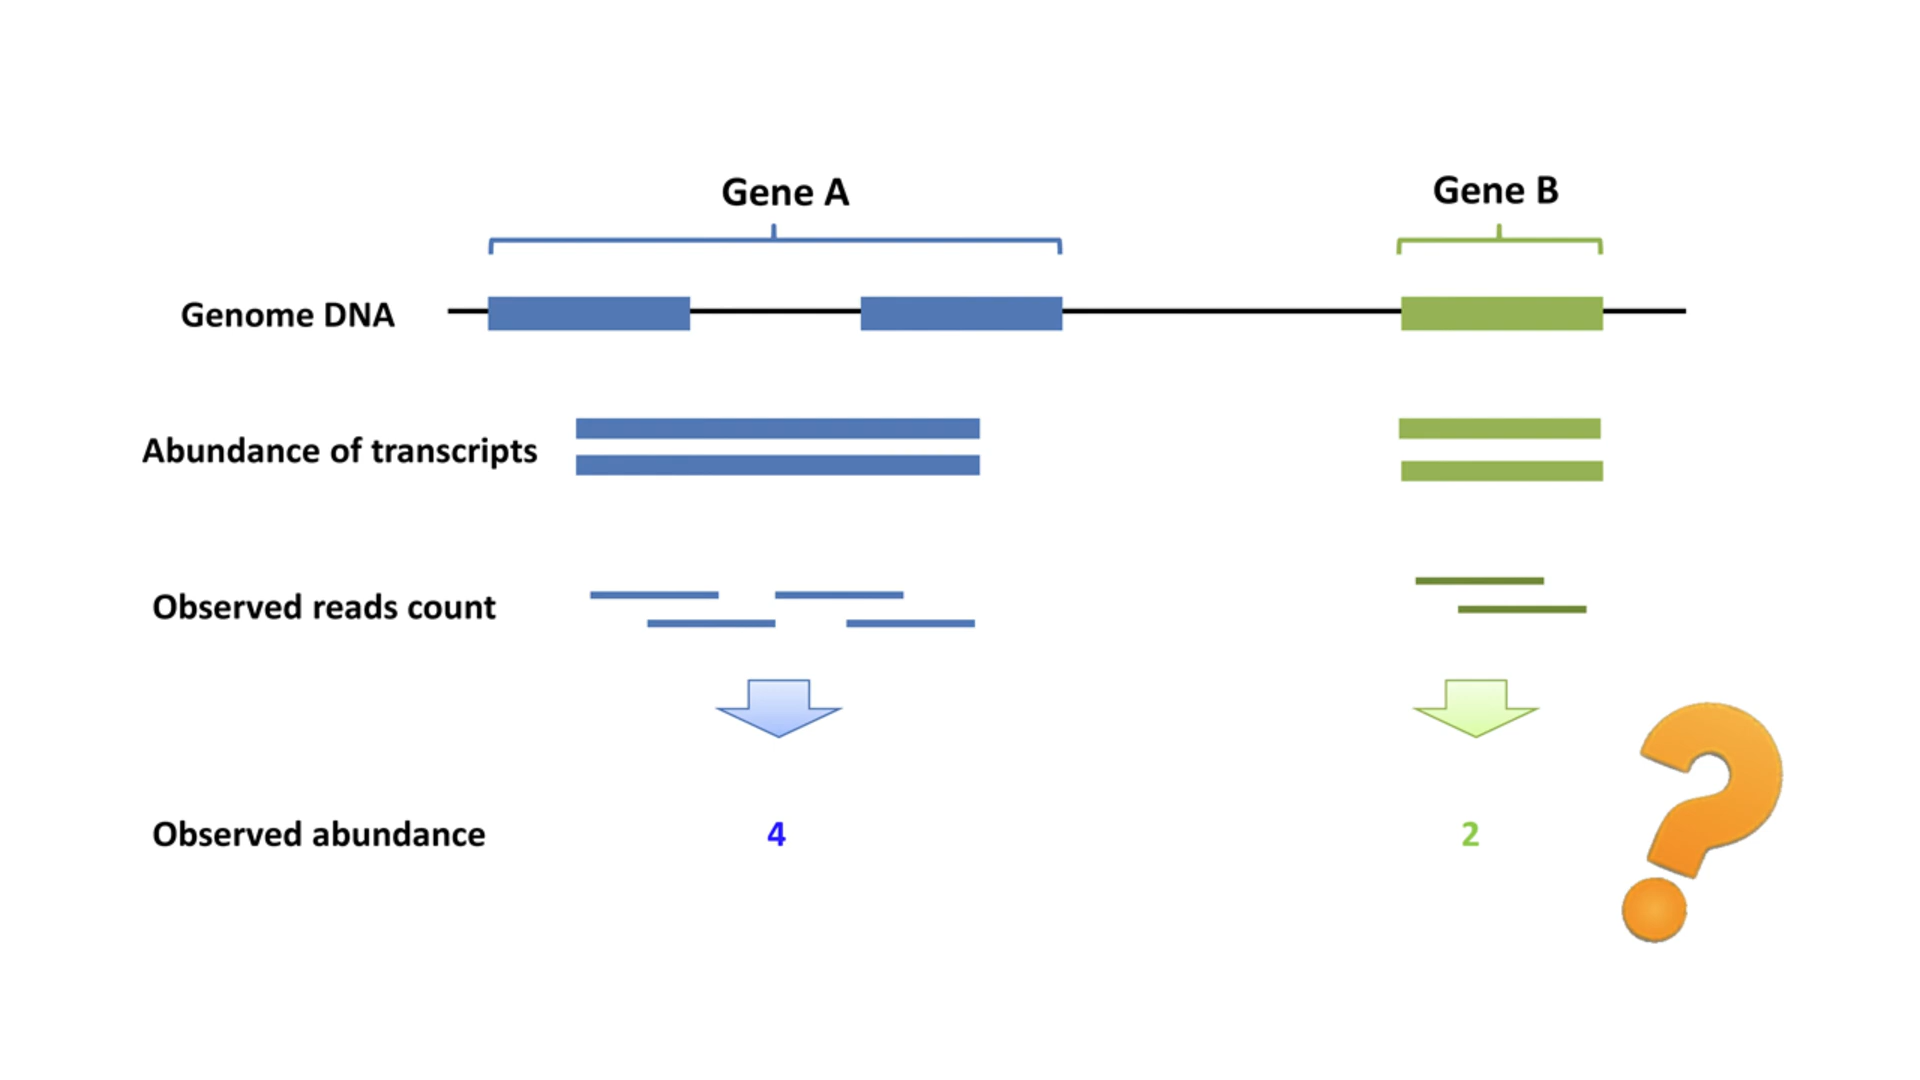 Gene A
Gene B
Genome DNA
Abundance of transcripts
Observed reads count
Observed abundance
4
2
?